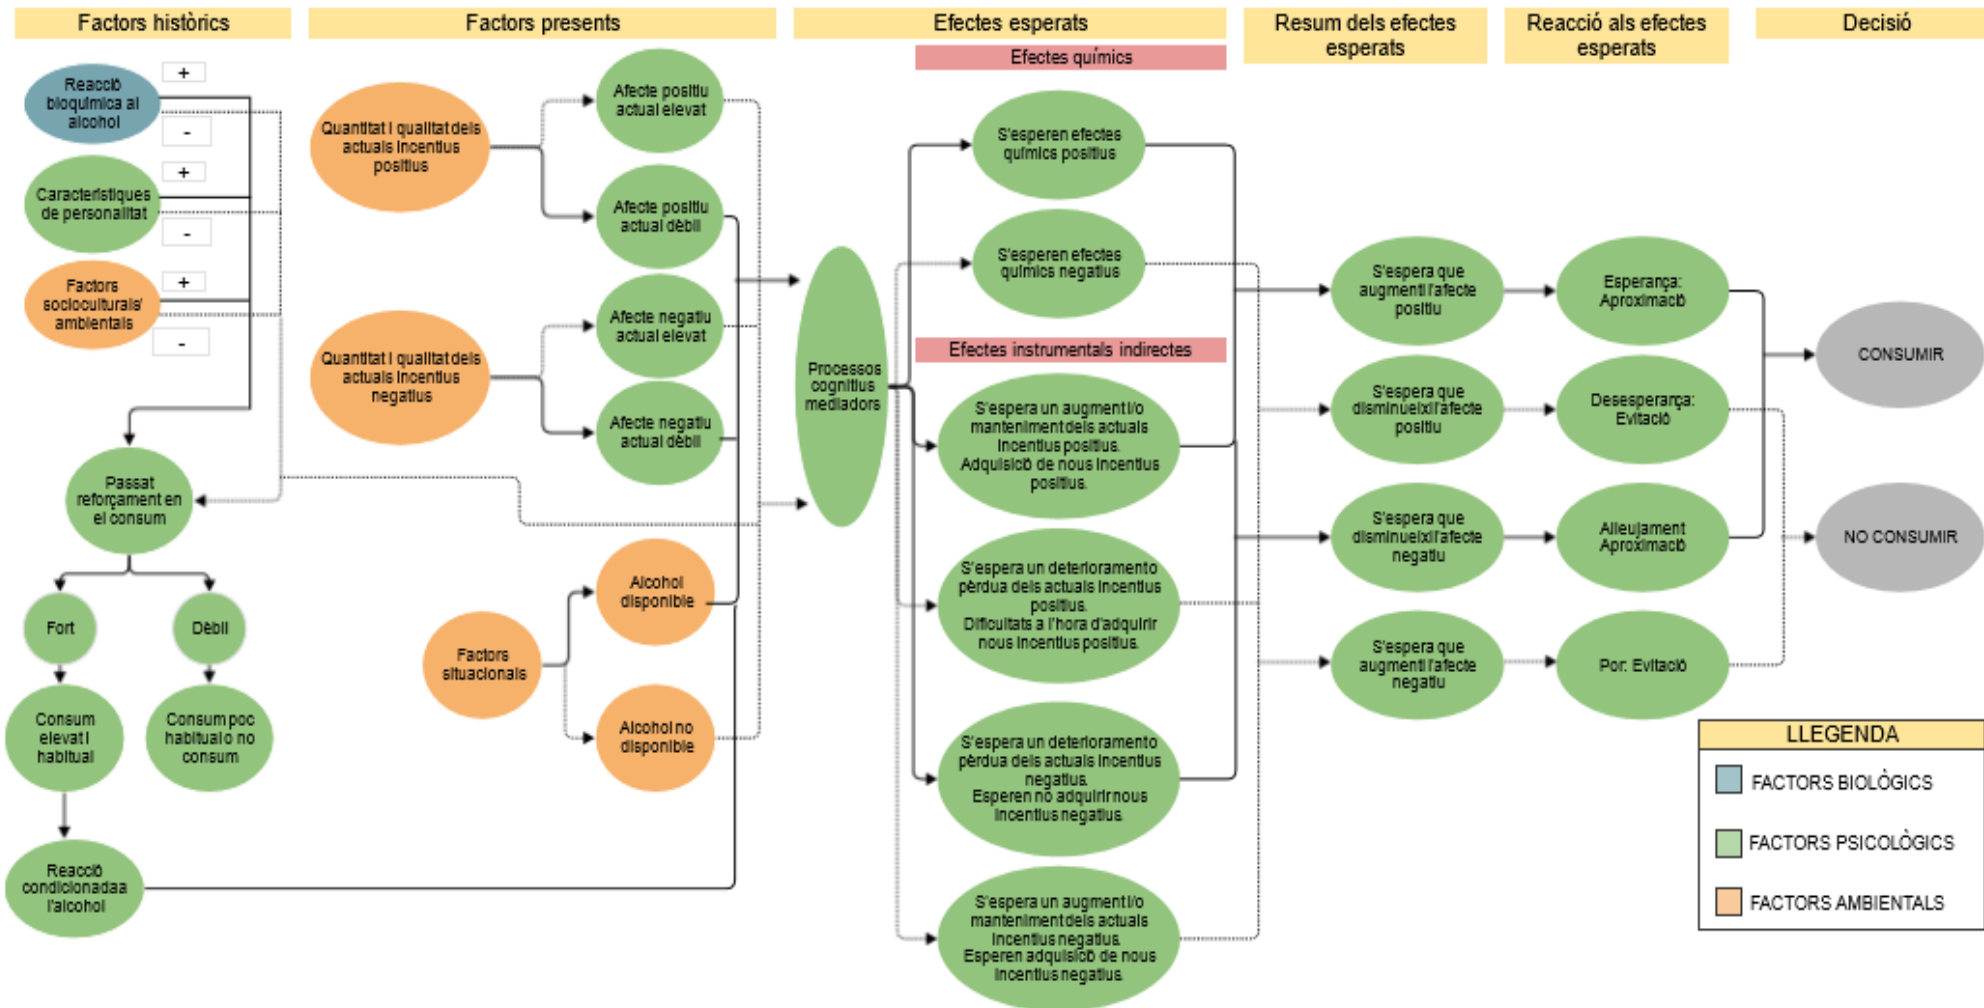 Factors històrics
Factors presents
Efectes esperats
Resum dels efectes
esperats
Reacció als efectes
esperats
Decisió
Efectes químics
Reacció
bioquímica al
alcohol
+
-
Característiques
de personalitat
+
-
Factors
socioculturals/
ambientals
+
-
Passat
reforçament en
el consum
Fort
Dèbil
Consum
elevat i
habitual
Consum poc
habitual o no
consum
Reacció
condicionadaa
l'alcohol
Quantitat i qualitat dels
actuals incentius
positius
Afecte positiu
actual elevat
Afecte positiu
actual dèbil
Quantitat i qualitat dels
actuals incentius
negatius
Afecte negatiu
actual elevat
Afecte negatiu
actual dèbil
Factors
situacionals
Alcohol
disponible
Alcohol no
disponible
Processos
cognitius
mediadors
S'esperen efectes
químics positius
S'esperen efectes
químics negatius
Efectes instrumentals indirectes
S'espera un augment i/o
manteniment dels actuals
incentius positius.
Adquisició de nous incentius
positius.
S'espera un deterioramento
pèrdua dels actuals incentius
positius.
Dificultats a l'hora d'adquirir
nous incentius positius.
S'espera un deterioramento
pèrdua dels actuals incentius
negatius.
Esperen no adquirir nous
incentius negatius.
S'espera un augment i/o
manteniment dels actuals
incentius negatius.
Esperen adquisició de nous
incentius negatius.
S'espera que
augmenti l'afecte
positiu
S'espera que
disminueixi l'afecte
positiu
S'espera que
disminueixi l'afecte
negatiu
S'espera que
augmenti l'afecte
negatiu
Esperança:
Aproximació
Desesperança:
Evitació
Alleujament
Aproximació
Por: Evitació
CONSUMIR
NO CONSUMIR
LLEGENDA
FACTORS BIOLÒGICS
FACTORS PSICOLÒGICS
FACTORS AMBIENTALS